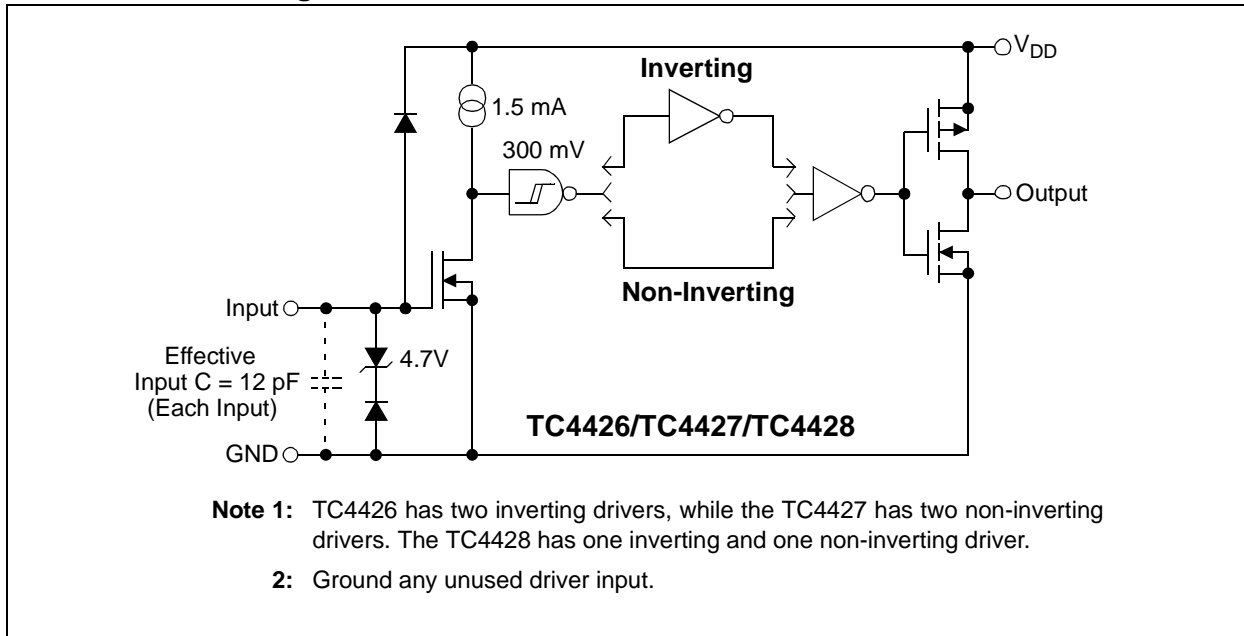 V_DD
Inverting
1.5 mA
300 mV
Output
Non-Inverting
Input
4.7V
Effective
Input C = 12 pF
(Each Input)
TC4426/TC4427/TC4428
GND
Note 1: TC4426 has two inverting drivers, while the TC4427 has two non-inverting
drivers. The TC4428 has one inverting and one non-inverting driver.
2: Ground any unused driver input.